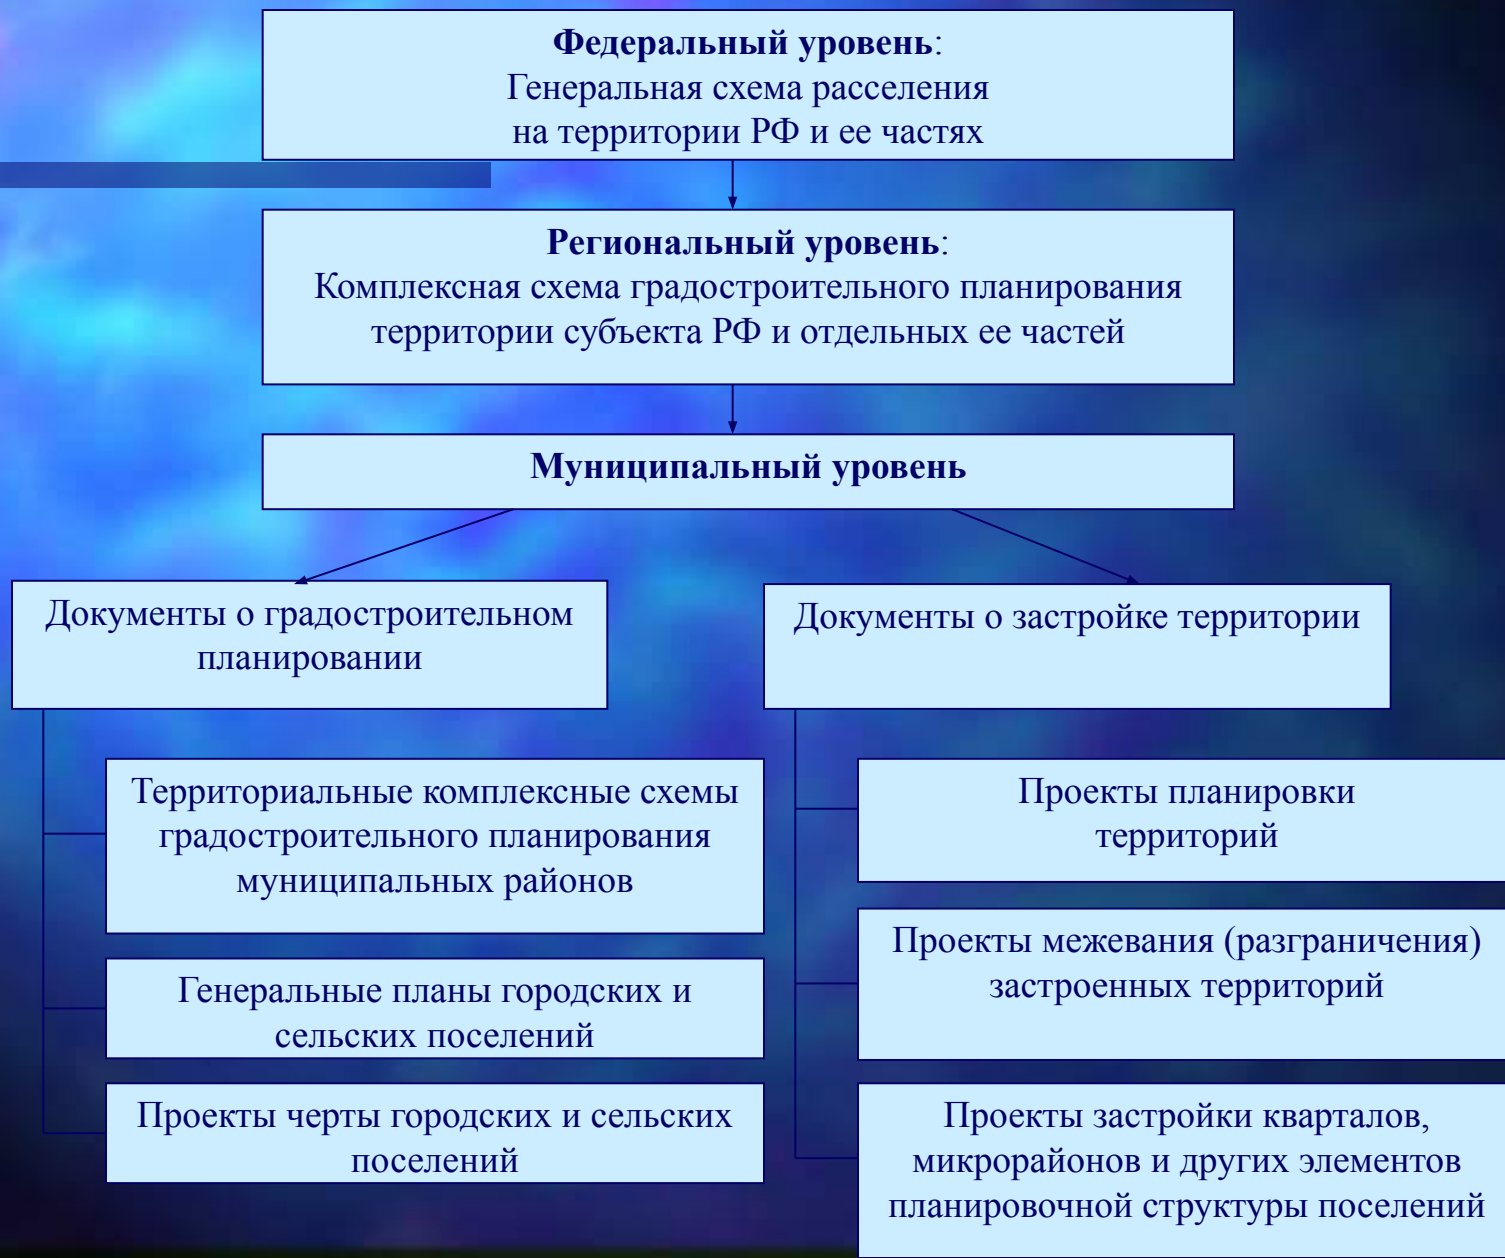 Федеральный уровень:
Генеральная схема расселения
на территории РФ и ее частях
Региональный уровень:
Комплексная схема градостроительного планирования
территории субъекта РФ и отдельных ее частей
Муниципальный уровень
Документы о градостроительном
планировании
Территориальные комплексные схемы
градостроительного планирования
муниципальных районов
Генеральные планы городских и
сельских поселений
Проекты черты городских и сельских
поселений
Документы о застройке территории
Проекты планировки
территорий
Проекты межевания (разграничения)
застроенных территорий
Проекты застройки кварталов,
микрорайонов и других элементов
планировочной структуры поселений